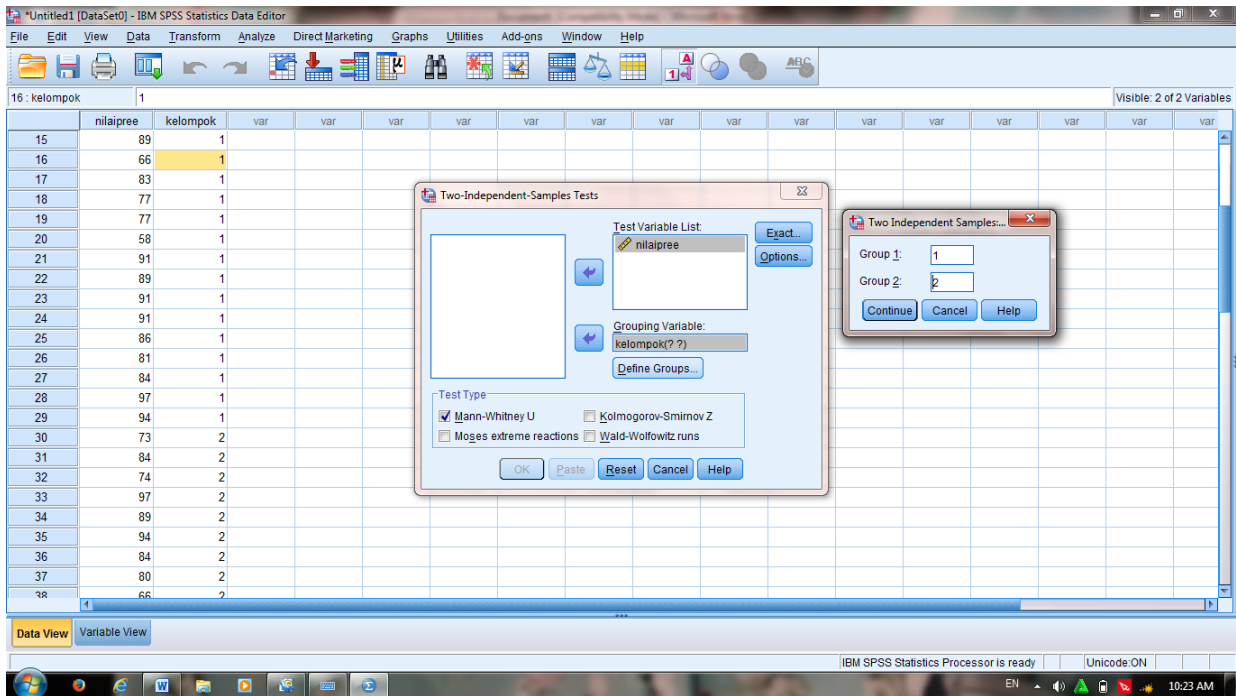 *Untitled1 [DataSet0] - IBM SPSS Statistics Data Editor
File Edit View Data Transform Analyze Direct Marketing Graphs Utilities Add-ons Window Help
16 : kelompok 1 Visible: 2 of 2 Variables
nilaipree kelompok var var var var var var var var var var var var var var var
15 89 1
16 66 1
17 83 1
18 77 1
19 77 1
20 58 1
21 91 1
22 89 1
23 91 1
24 91 1
25 86 1
26 81 1
27 84 1
28 97 1
29 94 1
30 73 2
31 84 2
32 74 2
33 97 2
34 89 2
35 94 2
36 84 2
37 80 2
38 66 2
Two-Independent-Samples Tests
Test Variable List:
nilaipree
Exact...
Options...
Grouping Variable:
kelompok(? ?)
Define Groups...
Test Type
Mann-Whitney U Kolmogorov-Smirnov Z
Moses extreme reactions Wald-Wolfowitz runs
OK Paste Reset Cancel Help
Two Independent Samples:...
Group 1: 1
Group 2: 2
Continue Cancel Help
Data View Variable View
IBM SPSS Statistics Processor is ready Unicode:ON
EN 10:23 AM